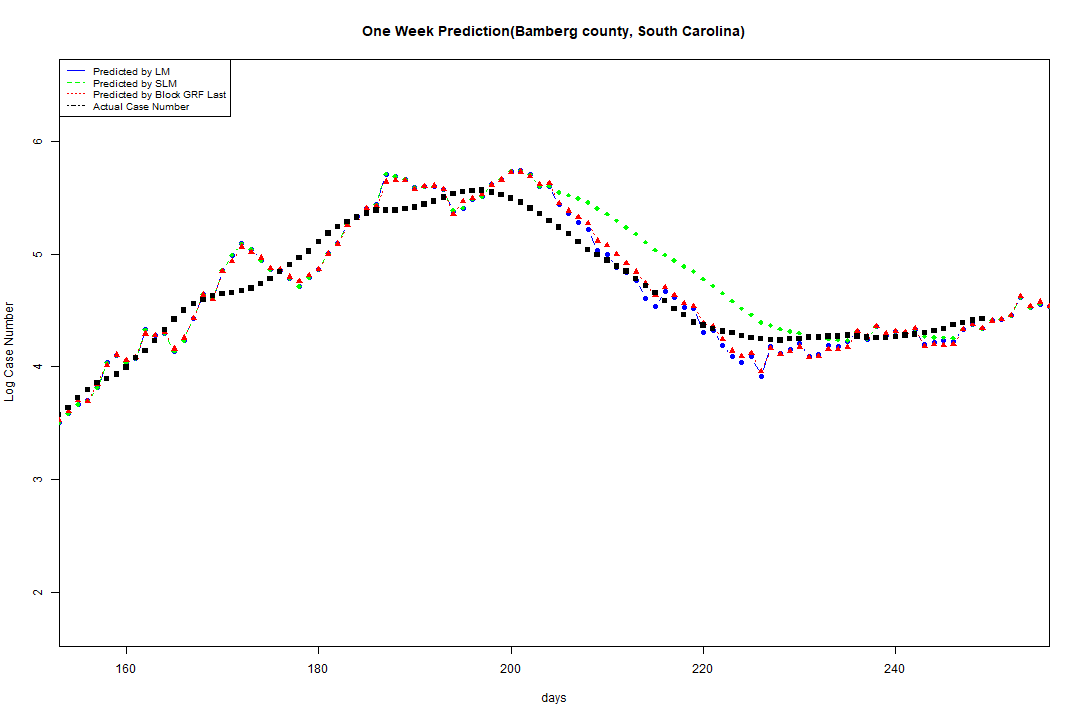 One Week Prediction(Bamberg county, South Carolina)
Predicted by LM
Predicted by SLM
Predicted by Block GRF Last
Actual Case Number
6
5
4
3
2
Log Case Number
160 180 200 220 240
days